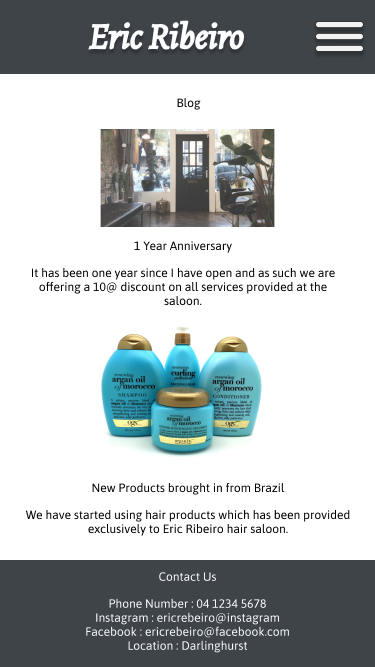 Eric Ribeiro
Blog
1 Year Anniversary
It has been one year since I have open and as such we are
offering a 10@ discount on all services provided at the
saloon.
renewing
argan oil
of morocco
SHAMPOO
curling
renewing
argan oil
of morocco
CONDITIONER
renewing
argan oil
of morocco
ogx
ogx
New Products brought in from Brazil
We have started using hair products which has been provided
exclusively to Eric Ribeiro hair saloon.
Contact Us
Phone Number : 04 1234 5678
Instagram : ericrebeiro@instagram
Facebook : ericrebeiro@facebook.com
Location : Darlinghurst